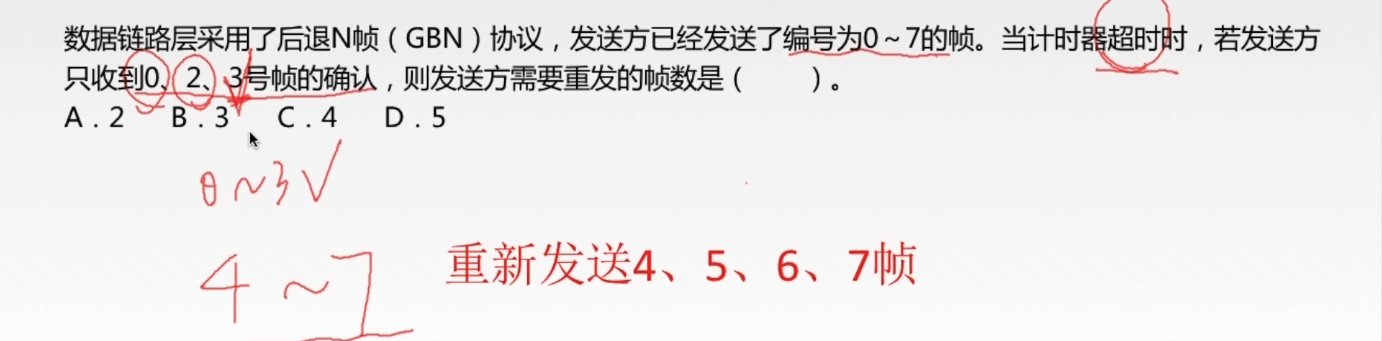 数据链路层采用了后退N帧（GBN）协议，发送方已经发送了编号为0～7的帧。当计时器超时时，若发送方
只收到0、2、3号帧的确认，则发送方需要重发的帧数是（　　）。
A．2　B．3　C．4　D．5
0～3√
4～7
重新发送4、5、6、7帧